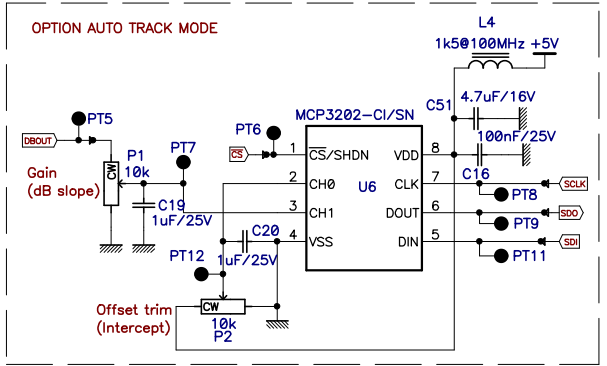 OPTION AUTO TRACK MODE
L4
1k5@100MHz
+5V
PT5
DBOUT
P1
10k
CW
Gain
(dB slope)
PT7
C19
1uF/25V
PT6
CS
MCP3202-CI/SN
U6
1
CS/SHDN
2
CH0
3
CH1
4
VSS
8
VDD
7
CLK
6
DOUT
5
DIN
C51
4.7uF/16V
100nF/25V
C16
SCLK
PT8
SDO
PT9
SDI
PT11
C20
1uF/25V
PT12
Offset trim
(Intercept)
CW
10k
P2